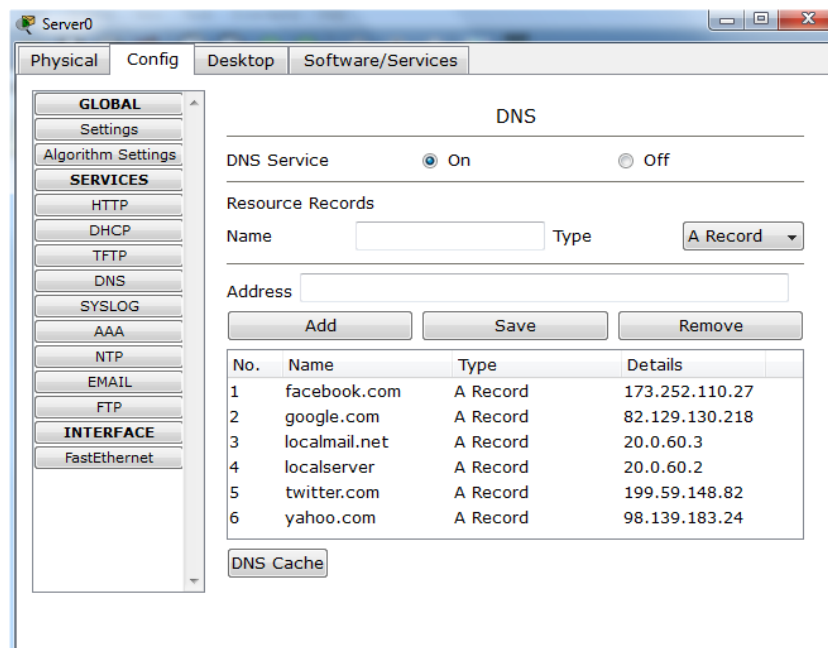 Server0
Physical Config Desktop Software/Services
GLOBAL
Settings
Algorithm Settings
SERVICES
HTTP
DHCP
TFTP
DNS
SYSLOG
AAA
NTP
EMAIL
FTP
INTERFACE
FastEthernet
DNS
DNS Service On Off
Resource Records
Name Type A Record
Address
Add Save Remove
No. Name Type Details
1 facebook.com A Record 173.252.110.27
2 google.com A Record 82.129.130.218
3 localmail.net A Record 20.0.60.3
4 localserver A Record 20.0.60.2
5 twitter.com A Record 199.59.148.82
6 yahoo.com A Record 98.139.183.24
DNS Cache